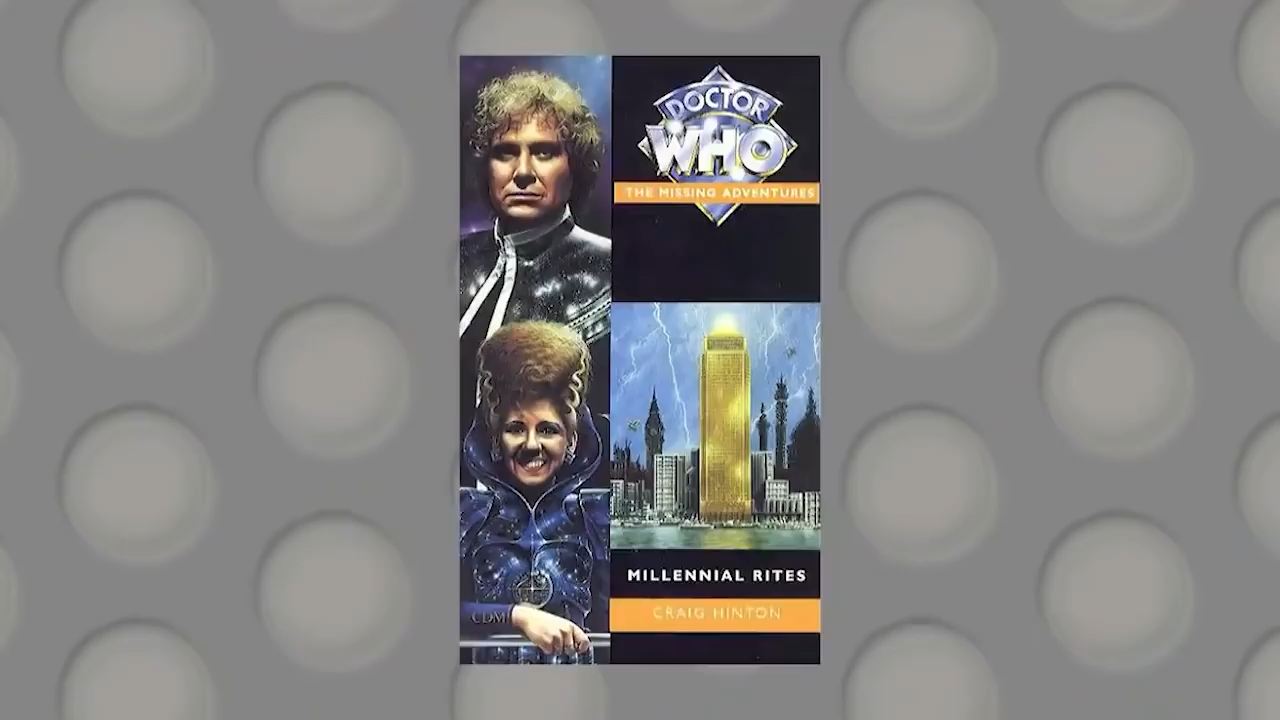 DOCTOR
WHO
THE MISSING ADVENTURES
MILLENNIAL RITES
CRAIG HINTON
CDM